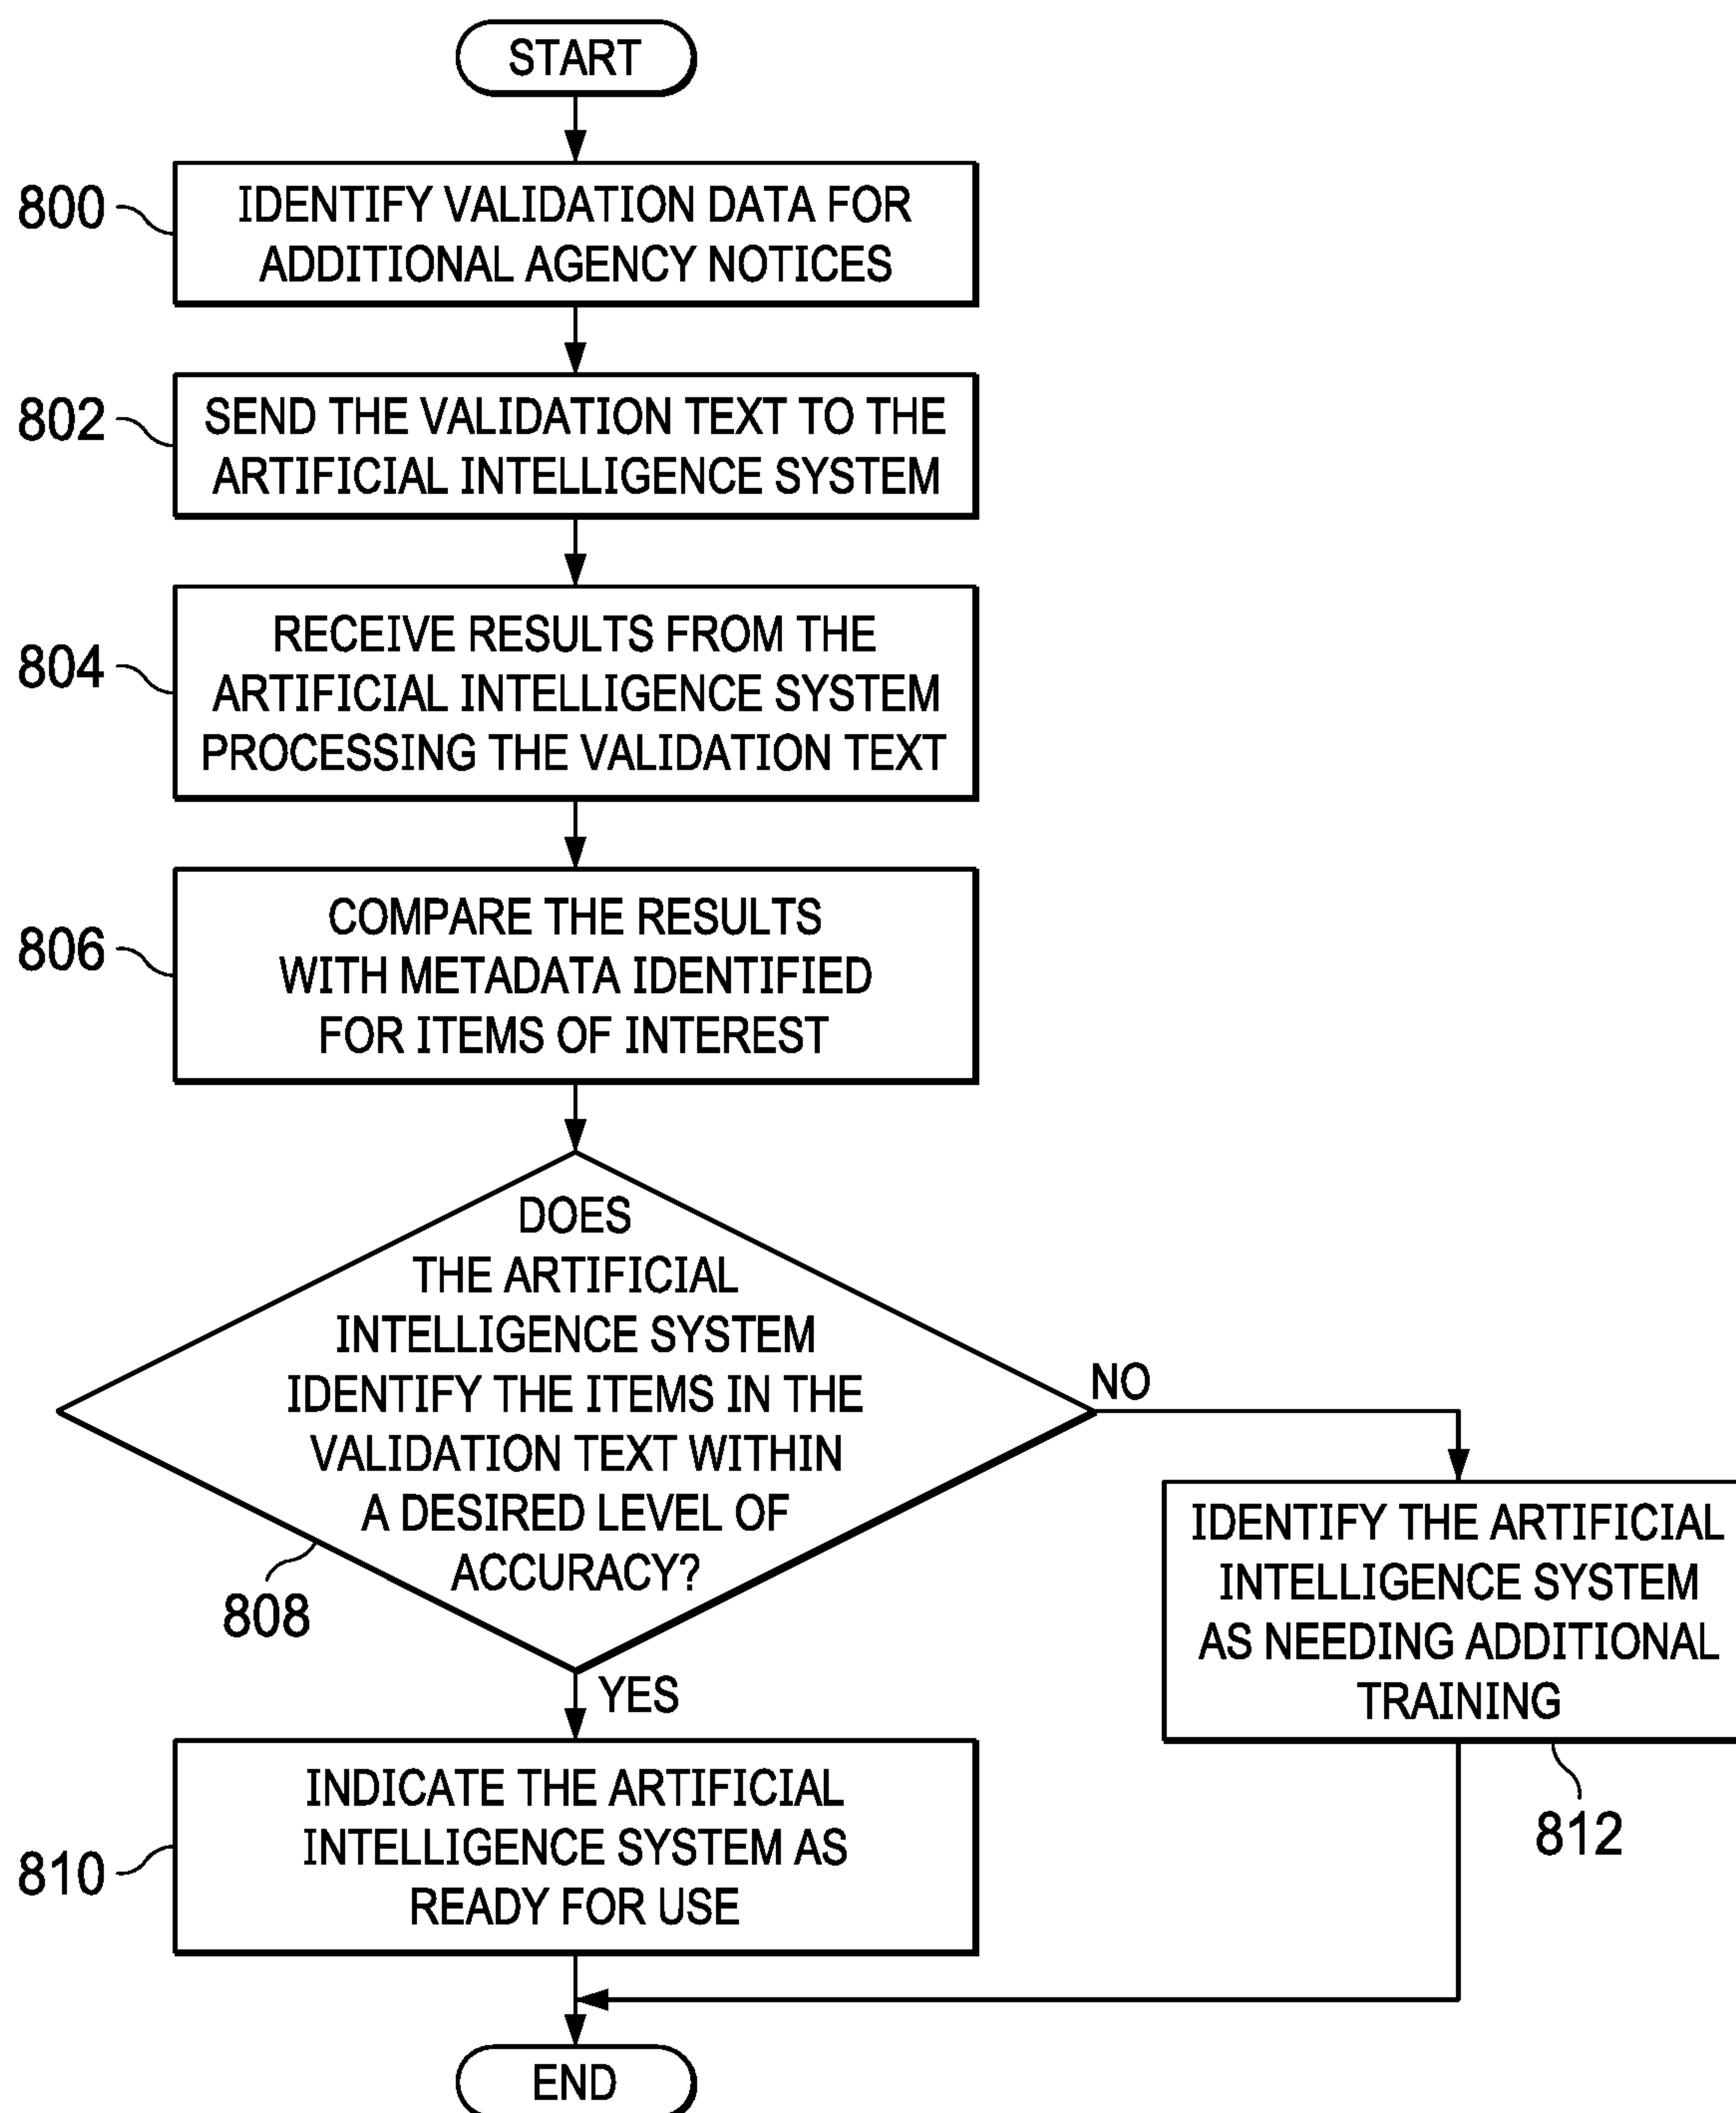 START
800
IDENTIFY VALIDATION DATA FOR
ADDITIONAL AGENCY NOTICES
802
SEND THE VALIDATION TEXT TO THE
ARTIFICIAL INTELLIGENCE SYSTEM
804
RECEIVE RESULTS FROM THE
ARTIFICIAL INTELLIGENCE SYSTEM
PROCESSING THE VALIDATION TEXT
806
COMPARE THE RESULTS
WITH METADATA IDENTIFIED
FOR ITEMS OF INTEREST
DOES
THE ARTIFICIAL
INTELLIGENCE SYSTEM
IDENTIFY THE ITEMS IN THE
VALIDATION TEXT WITHIN
A DESIRED LEVEL OF
ACCURACY?
808
NO
IDENTIFY THE ARTIFICIAL
INTELLIGENCE SYSTEM
AS NEEDING ADDITIONAL
TRAINING
812
YES
810
INDICATE THE ARTIFICIAL
INTELLIGENCE SYSTEM AS
READY FOR USE
END